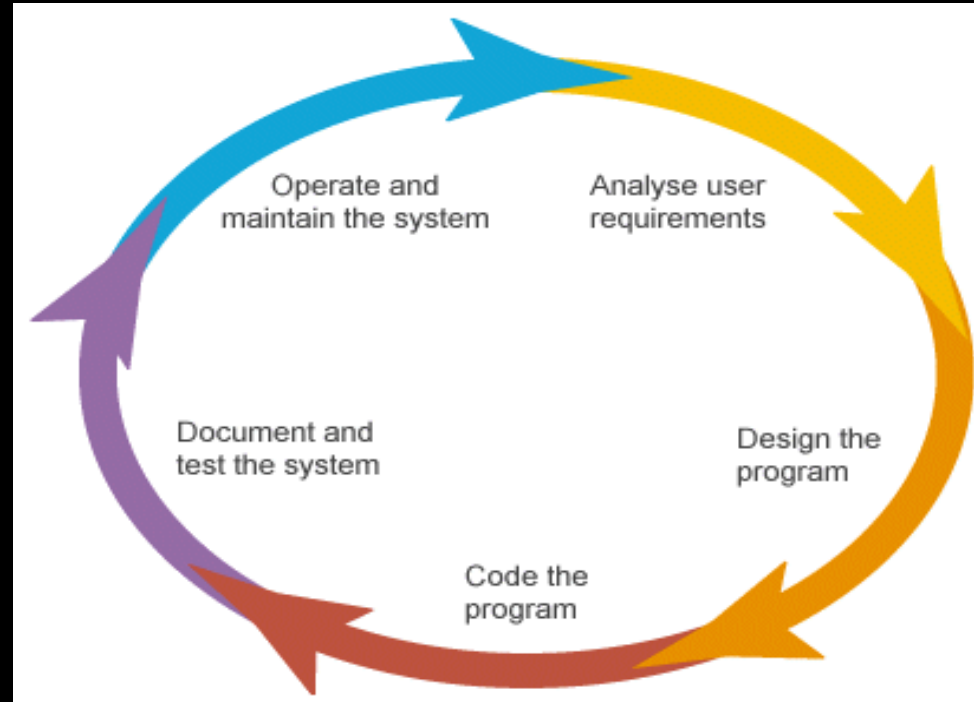 Operate and
maintain the system
Analyse user
requirements
Design the
program
Code the
program
Document and
test the system